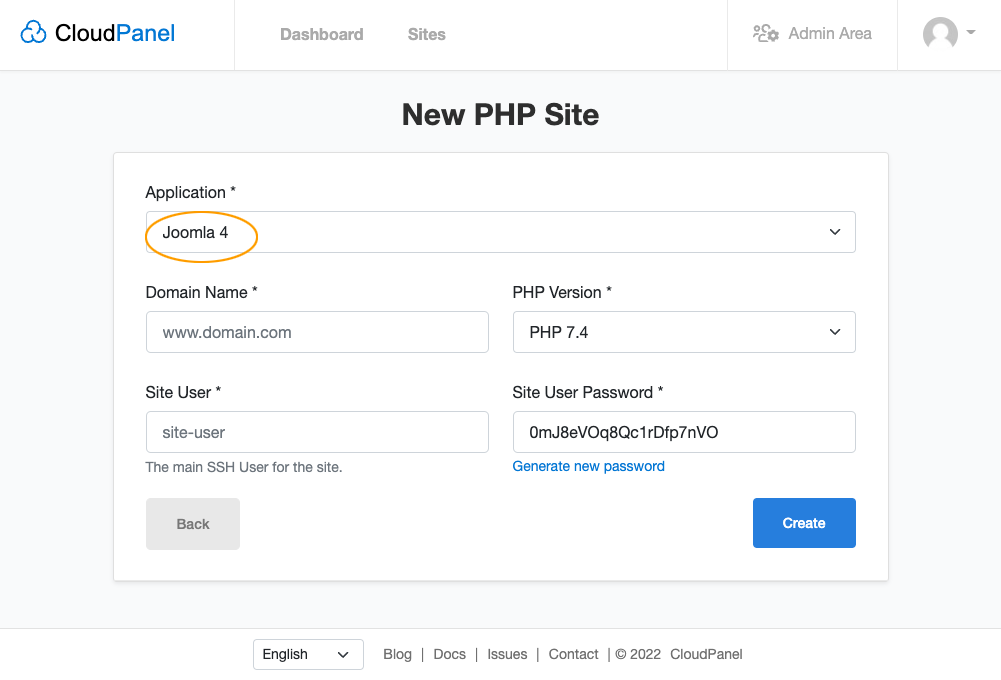 CloudPanel Dashboard Sites Admin Area
New PHP Site
Application *
Joomla 4
Domain Name * PHP Version *
www.domain.com PHP 7.4
Site User * Site User Password *
site-user 0mJ8eVOq8Qc1rDfp7nVO
The main SSH User for the site. Generate new password
Back Create
English Blog | Docs | Issues | Contact | © 2022 CloudPanel